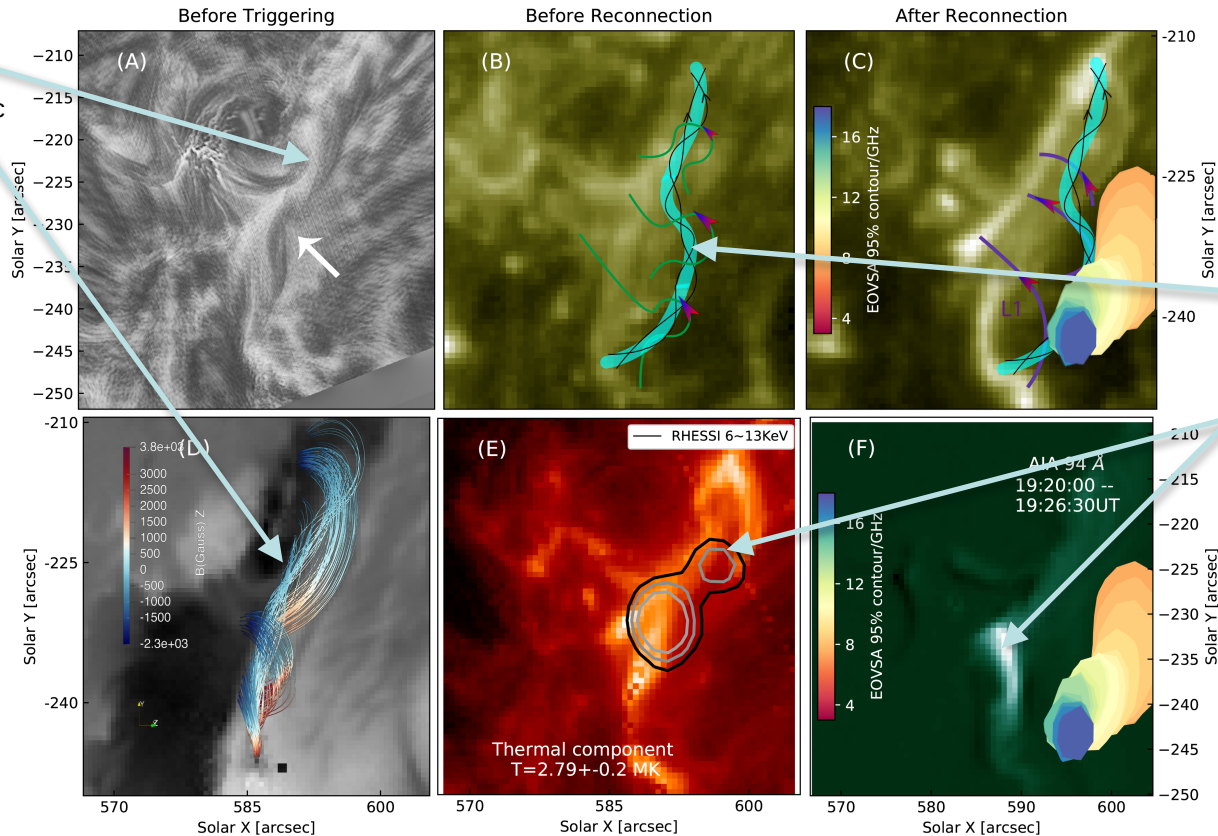 Before Triggering
Before Reconnection
After Reconnection
(A)
(B)
(C)
−210
−215
−220
−225
−230
−235
−240
−245
−250
Solar Y [arcsec]
c
EOVSA 95% contour/GHz
16
12
8
4
L1
-210
-225
-240
Solar Y [arcsec]
(D)
3.8e+03
3000
2500
2000
1500
1000
500
0
-500
-1000
-1500
-2.3e+03
B(Gauss) Z
Y
Z
-210
-225
-240
Solar Y [arcsec]
570
585
600
Solar X [arcsec]
(E)
RHESSI 6~13KeV
Thermal component
T=2.79+-0.2 MK
570
585
600
Solar X [arcsec]
(F)
AIA 94 Å
19:20:00 --
19:26:30UT
EOVSA 95% contour/GHz
16
12
8
4
210
−215
−220
−225
−230
−235
−240
−245
−250
Solar Y [arcsec]
570
580
590
600
Solar X [arcsec]